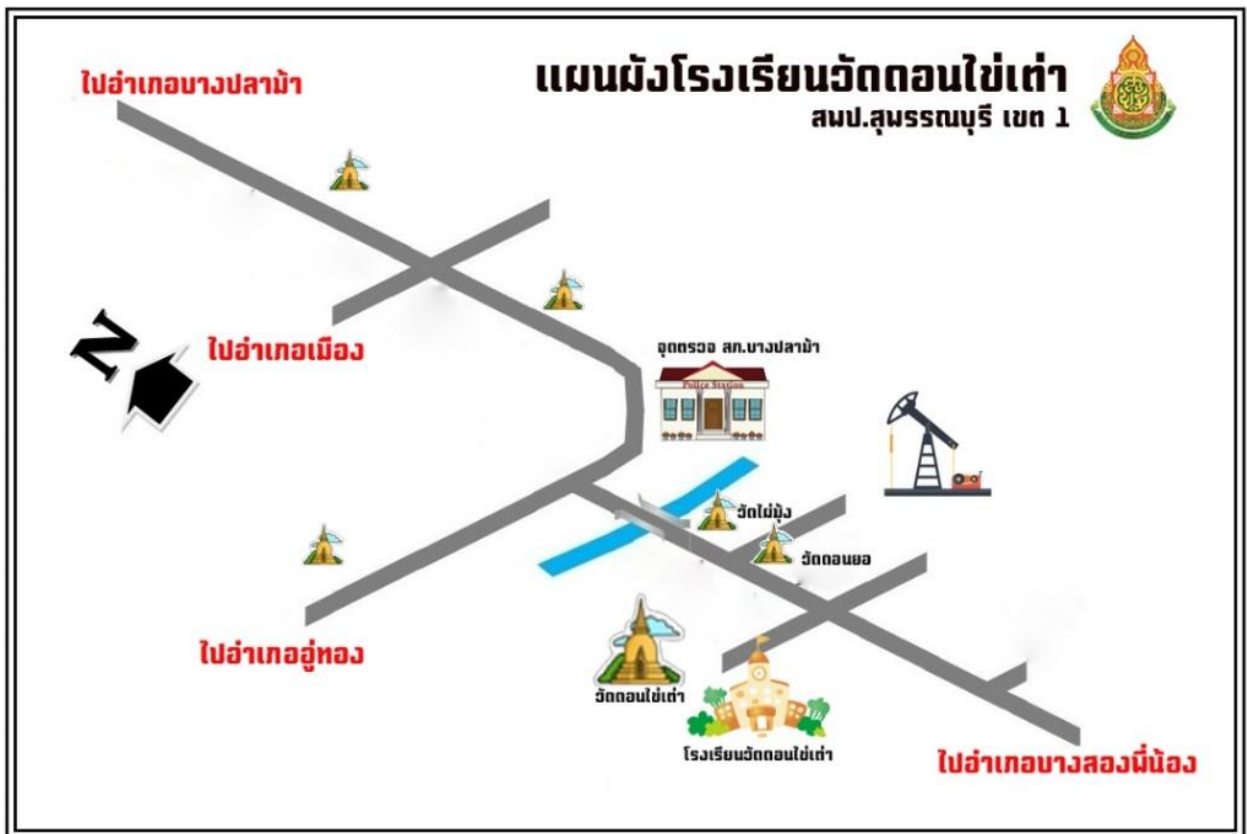 แผนผังโรงเรียนวัดดอนไข่เต่า
สพป.สุพรรณบุรี เขต 1
ไปอำเภอบางปลาม้า
N
ไปอำเภอเมือง
จุดตรวจ สภ.บางปลาม้า
Police Station
วัดไผ่มุ้ง
วัดดอนยอ
ไปอำเภออู่ทอง
วัดดอนไข่เต่า
โรงเรียนวัดดอนไข่เต่า
ไปอำเภอบางสองพี่น้อง